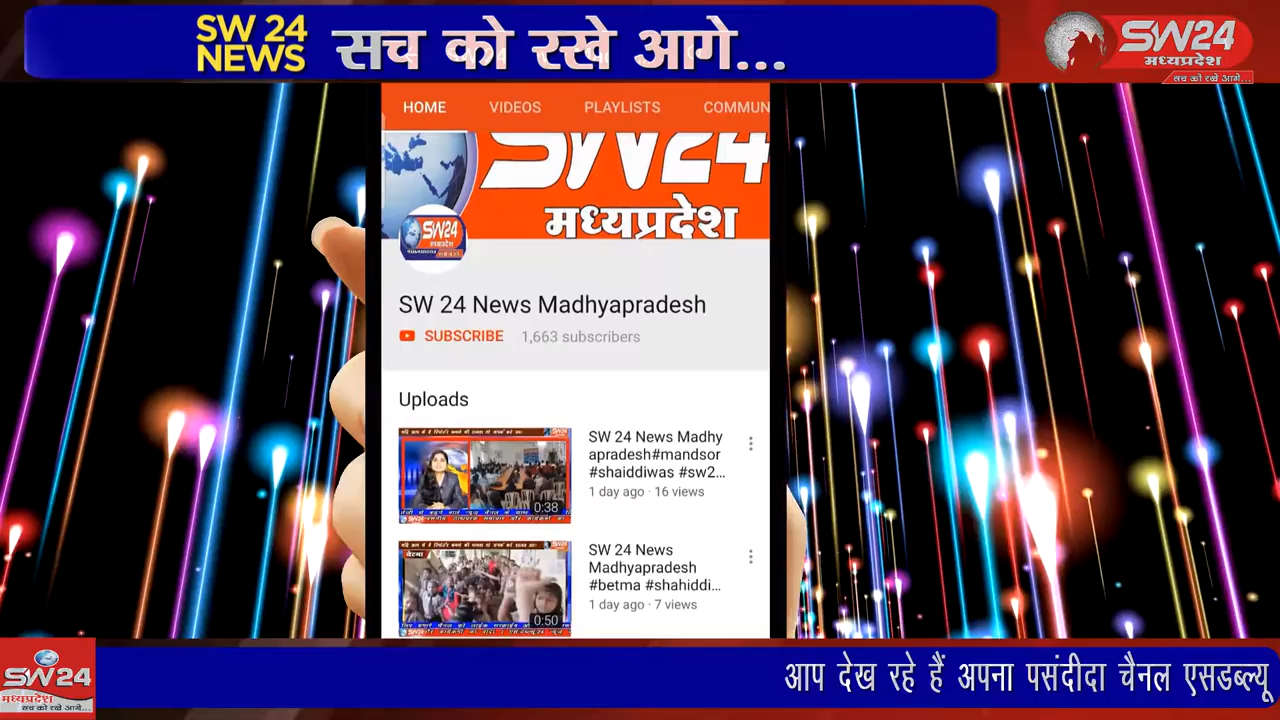 SW 24
NEWS
सच को रखे आगे...
SW24
मध्यप्रदेश
सच को रखे आगे...
HOME VIDEOS PLAYLISTS COMMUN
SW24
मध्यप्रदेश
SW24
SW 24 News Madhyapradesh
SUBSCRIBE 1,663 subscribers
Uploads
SW 24 News Madhy
apradesh#mandsor
#shaiddiwas #sw2...
1 day ago · 16 views
0:38
SW 24 News
Madhyapradesh
#betma #shahiddi...
1 day ago · 7 views
बेटमा
0:50
SW24
मध्यप्रदेश
सच को रखे आगे...
आप देख रहे हैं अपना पसंदीदा चैनल एसडब्ल्यू